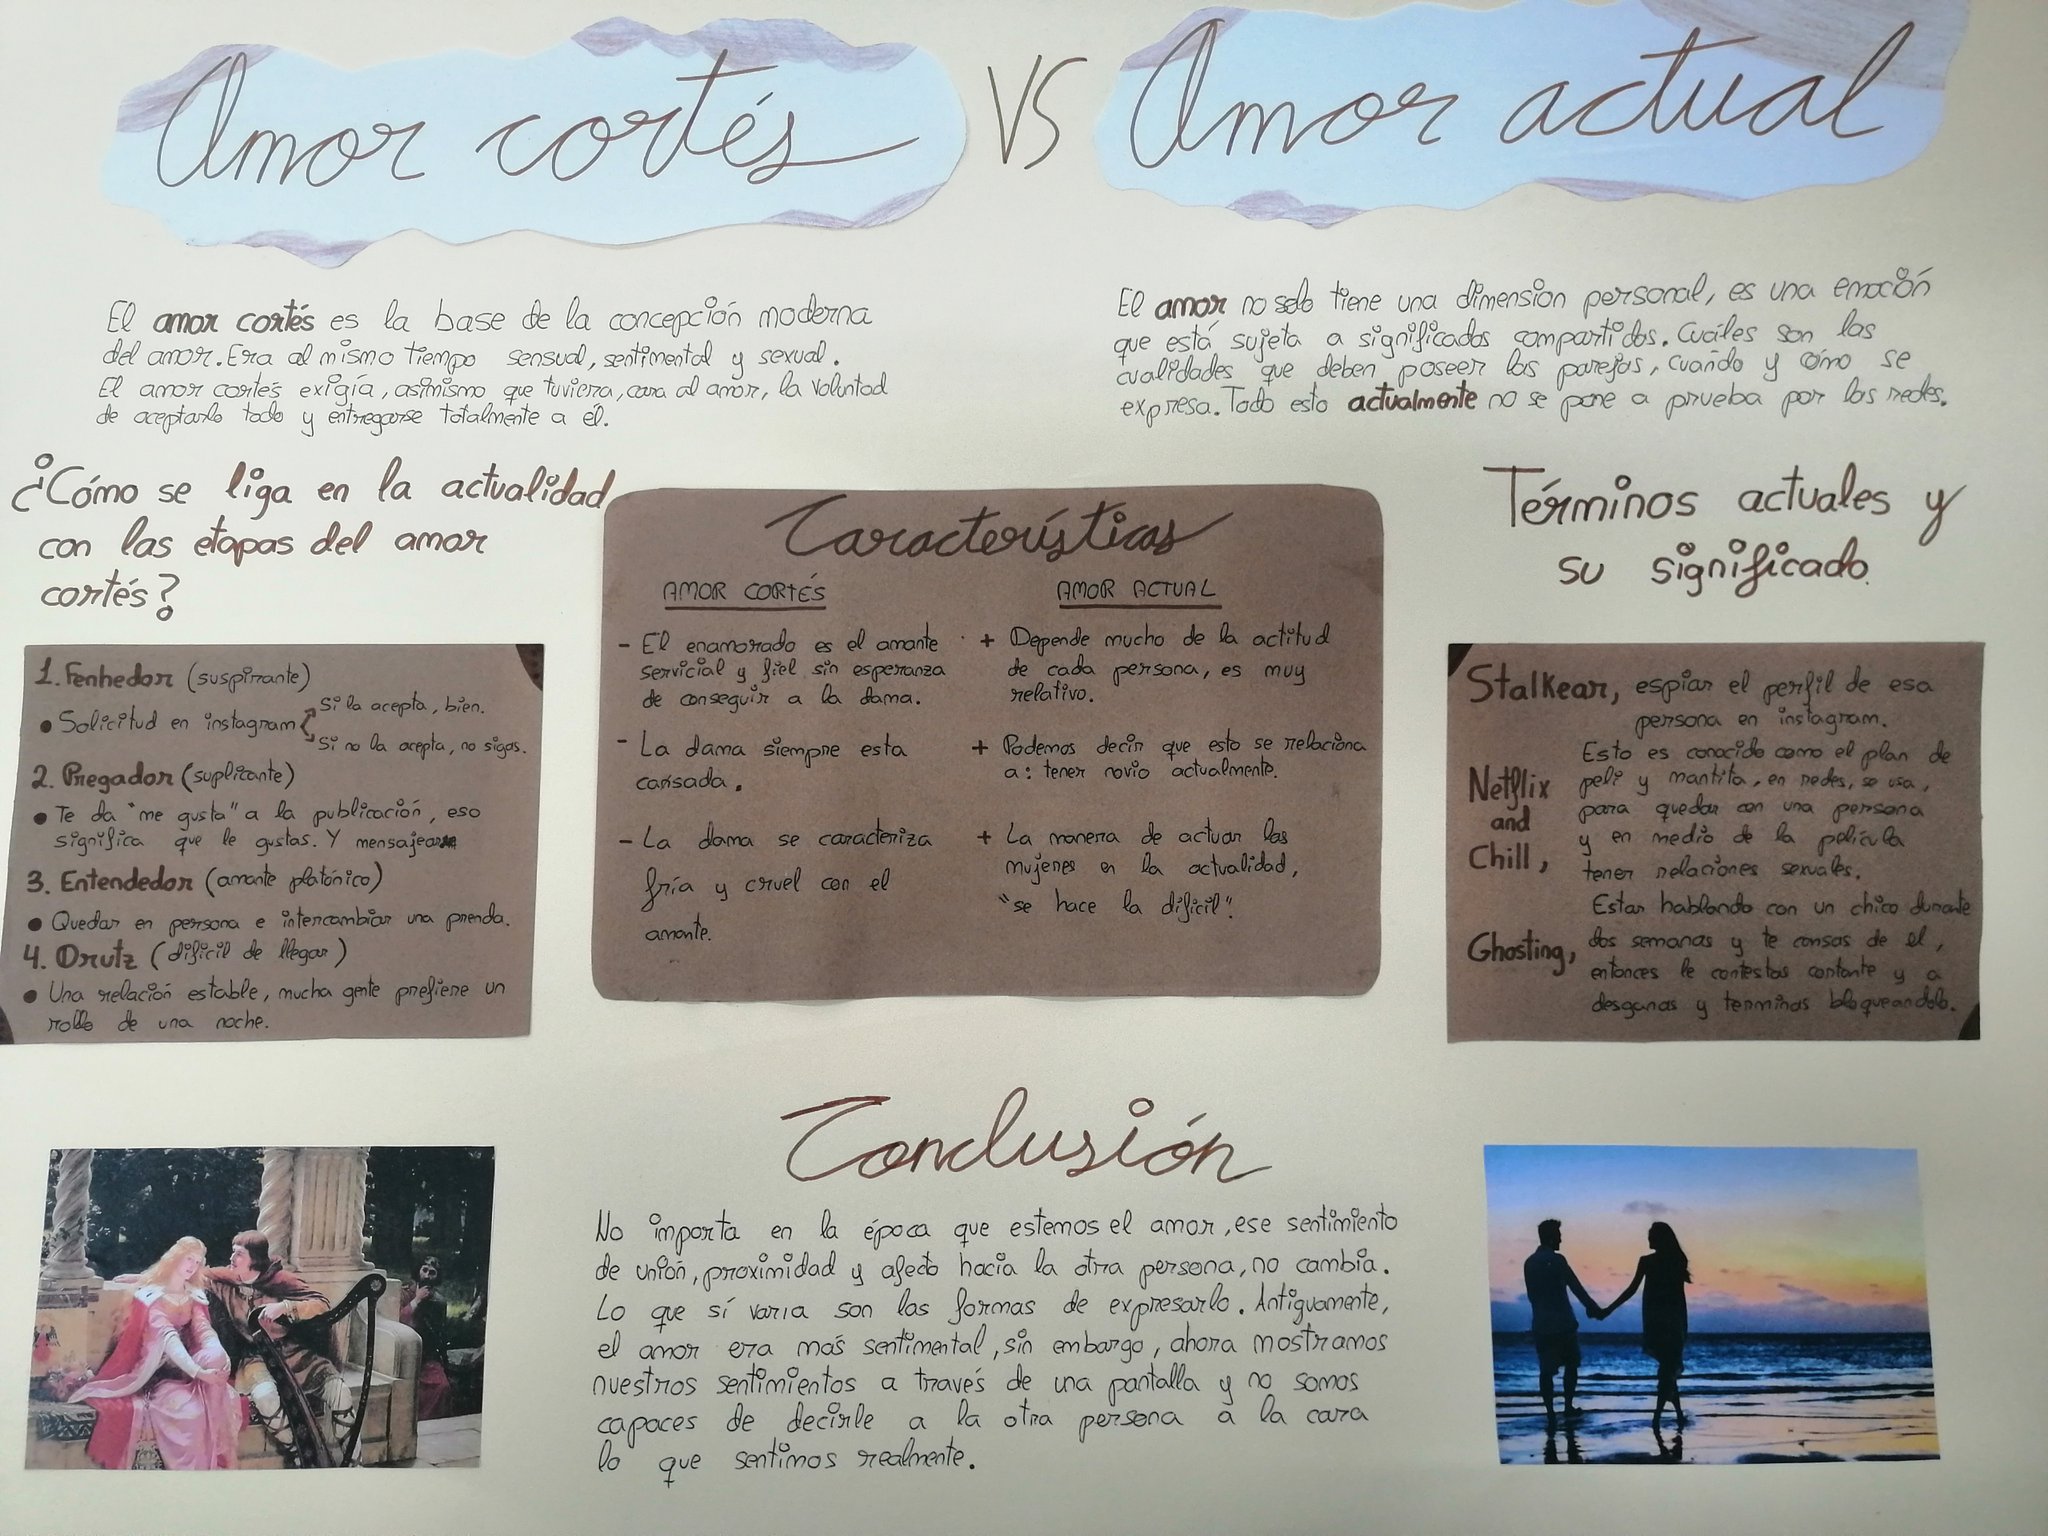 Amor cortés VS Amor actual
El amor cortés es la base de la concepción moderna
del amor. Era al mismo tiempo sensual, sentimental y sexual.
El amor cortés exigía, asimismo que tuviera, cara al amor, la voluntad
de aceptarlo todo y entregarse totalmente a él.
El amor no solo tiene una dimension personal, es una emoción
que está sujeta a significados compartidos. Cuáles son las
cualidades que deben poseer las parejas, cuándo y cómo se
expresa. Todo esto actualmente no se pone a prueba por las redes.
¿Cómo se liga en la actualidad
con las etapas del amor
cortés?
1. Fenhedor (suspirante)
• Solicitud en instagram
Si la acepta, bien.
Si no la acepta, no sigas.
2. Pregador (suplicante)
• Te da "me gusta" a la publicación, eso
significa que le gustas. Y mensajear
3. Entendedor (amante platónico)
• Quedar en persona e intercambiar una prenda.
4. Drutz (difícil de llegar)
• Una relación estable, mucha gente prefiere un
rollo de una noche.
Características
AMOR CORTÉS
- El enamorado es el amante
servicial y fiel sin esperanza
de conseguir a la dama.
- La dama siempre esta
cansada.
- La dama se caracteriza
fría y cruel con el
amante.
AMOR ACTUAL
+ Depende mucho de la actitud
de cada persona, es muy
relativo.
+ Podemos decir que esto se relaciona
a: tener novio actualmente.
+ La manera de actuar las
mujeres en la actualidad,
"se hace la difícil".
Términos actuales y
su significado.
Stalkear, espiar el perfil de esa
persona en instagram.
Netflix and Chill, Esto es conocido como el plan de
peli y mantita, en redes, se usa,
para quedar con una persona
y en medio de la película
tener relaciones sexuales.
Ghosting, Estar hablando con un chico durante
dos semanas y te cansas de el,
entonces le contestas cortante y a
desganas y terminas bloqueandolo.
Conclusión
No importa en la época que estemos el amor, ese sentimiento
de unión, proximidad y afecto hacia la otra persona, no cambia.
Lo que sí varia son las formas de expresarlo. Antiguamente,
el amor era más sentimental, sin embargo, ahora mostramos
nuestros sentimientos a través de una pantalla y no somos
capaces de decirle a la otra persona a la cara
lo que sentimos realmente.